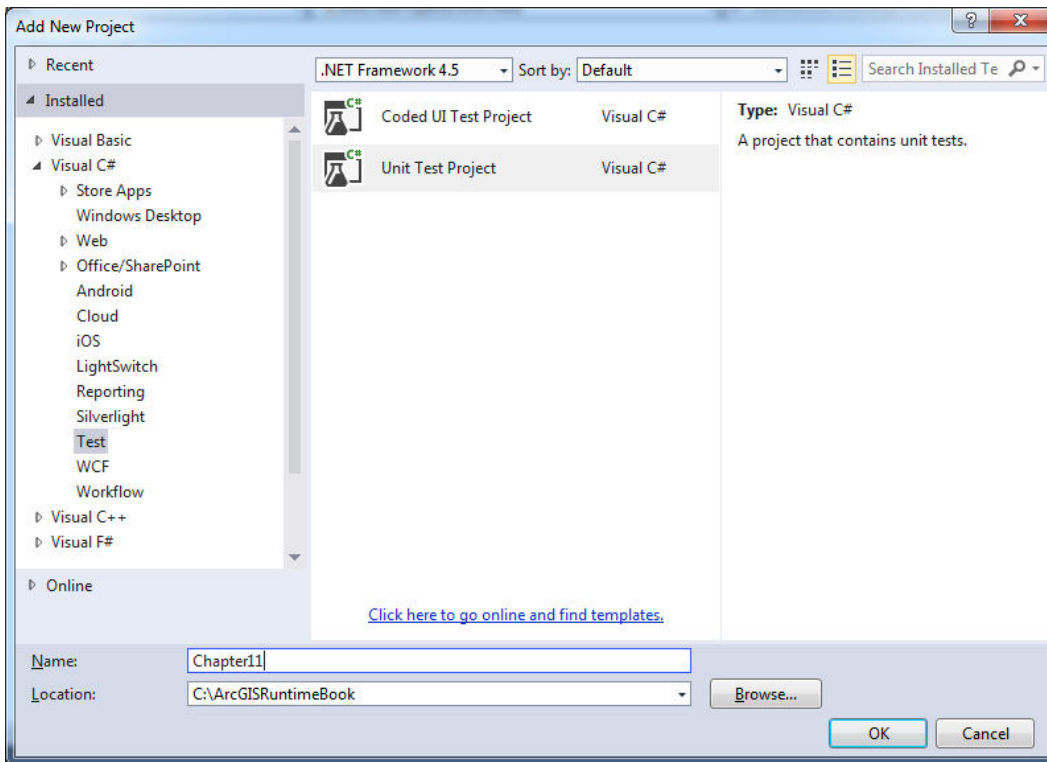 Add New Project
Recent
.NET Framework 4.5 Sort by: Default Search Installed Te
Installed
Visual Basic
Visual C#
Store Apps
Windows Desktop
Web
Office/SharePoint
Android
Cloud
iOS
LightSwitch
Reporting
Silverlight
Test
WCF
Workflow
Visual C++
Visual F#
Online
C# Coded UI Test Project Visual C#
C# Unit Test Project Visual C#
Type: Visual C#
A project that contains unit tests.
Click here to go online and find templates.
Name: Chapter11
Location: C:\ArcGISRuntimeBook Browse...
OK Cancel